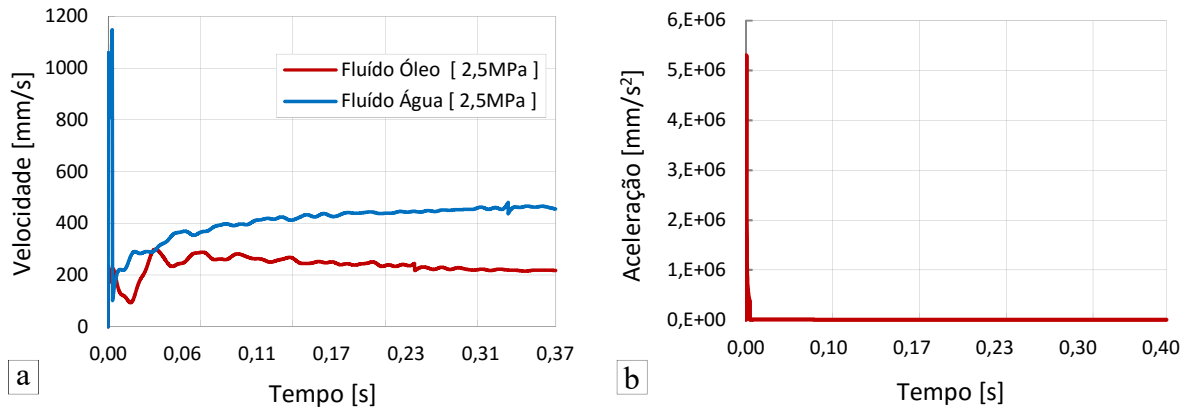 1200
1000
800
600
400
200
0
Velocidade [mm/s]
Fluído Óleo [ 2,5MPa ]
Fluído Água [ 2,5MPa ]
0,00 0,06 0,11 0,17 0,23 0,31 0,37
Tempo [s]
a
6,E+06
5,E+06
4,E+06
3,E+06
2,E+06
1,E+06
0,E+00
Aceleração [mm/s²]
0,00 0,10 0,17 0,23 0,30 0,40
Tempo [s]
b